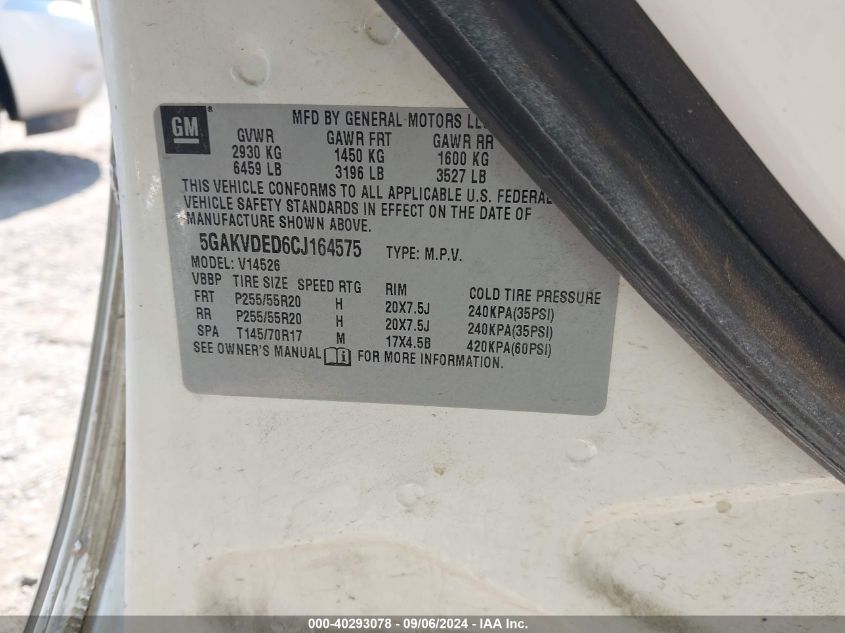 GM ®
MFD BY GENERAL MOTORS LLC
GVWR GAWR FRT GAWR RR
2930 KG 1450 KG 1600 KG
6459 LB 3196 LB 3527 LB
THIS VEHICLE CONFORMS TO ALL APPLICABLE U.S. FEDERAL
VEHICLE SAFETY STANDARDS IN EFFECT ON THE DATE OF
MANUFACTURE SHOWN ABOVE.
5GAKVDED6CJ164575 TYPE: M.P.V.
MODEL: V14526
VBBP TIRE SIZE SPEED RTG RIM COLD TIRE PRESSURE
FRT P255/55R20 H 20X7.5J 240KPA(35PSI)
RR P255/55R20 H 20X7.5J 240KPA(35PSI)
SPA T145/70R17 M 17X4.5B 420KPA(60PSI)
SEE OWNER'S MANUAL FOR MORE INFORMATION.
000-40293078 - 09/06/2024 - IAA Inc.